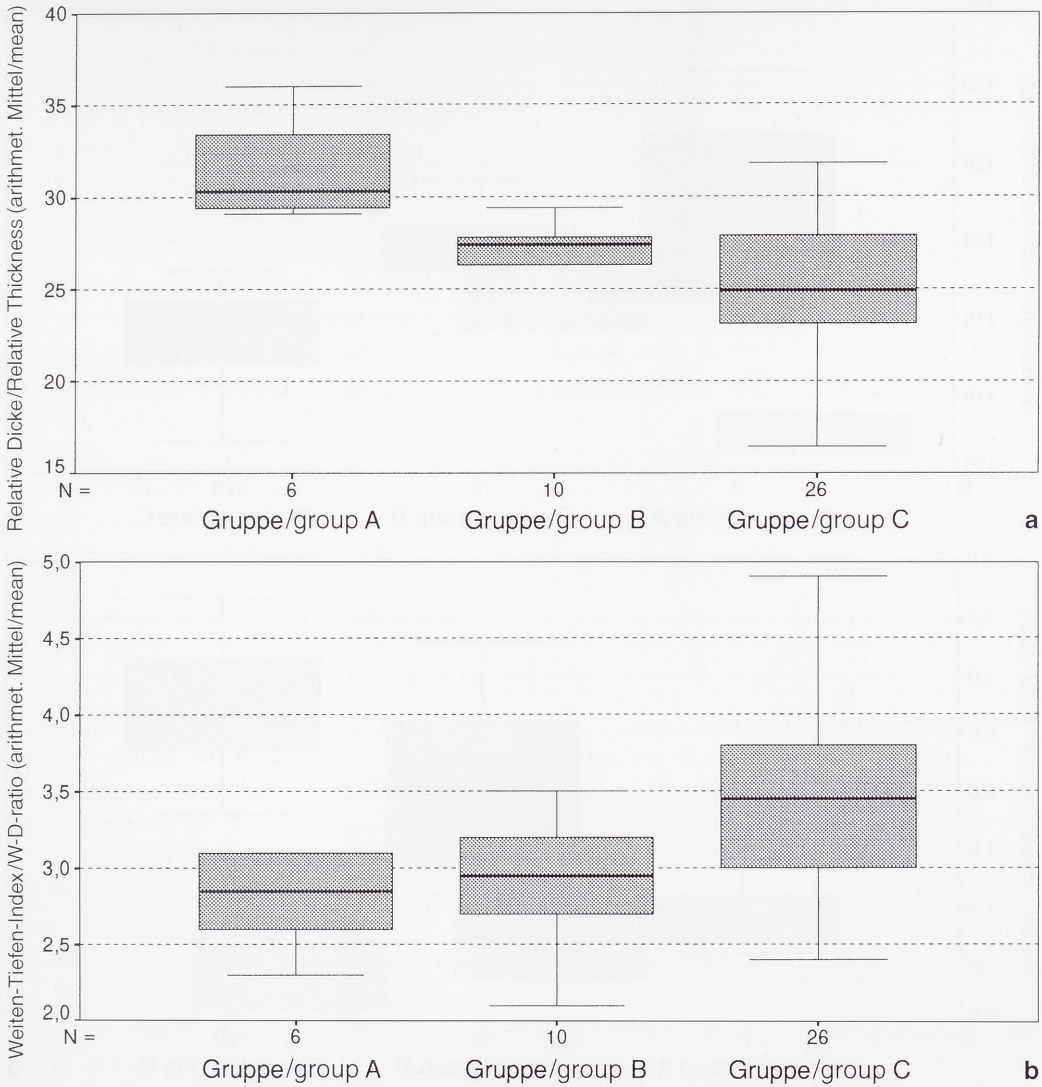 Relative Dicke/Relative Thickness (arithmet. Mittel/mean)
40
35
30
25
20
15
N = 6 10 26
Gruppe/group A Gruppe/group B Gruppe/group C a
Weiten-Tiefen-Index/W-D-ratio (arithmet. Mittel/mean)
5,0
4,5
4,0
3,5
3,0
2,5
2,0
N = 6 10 26
Gruppe/group A Gruppe/group B Gruppe/group C b